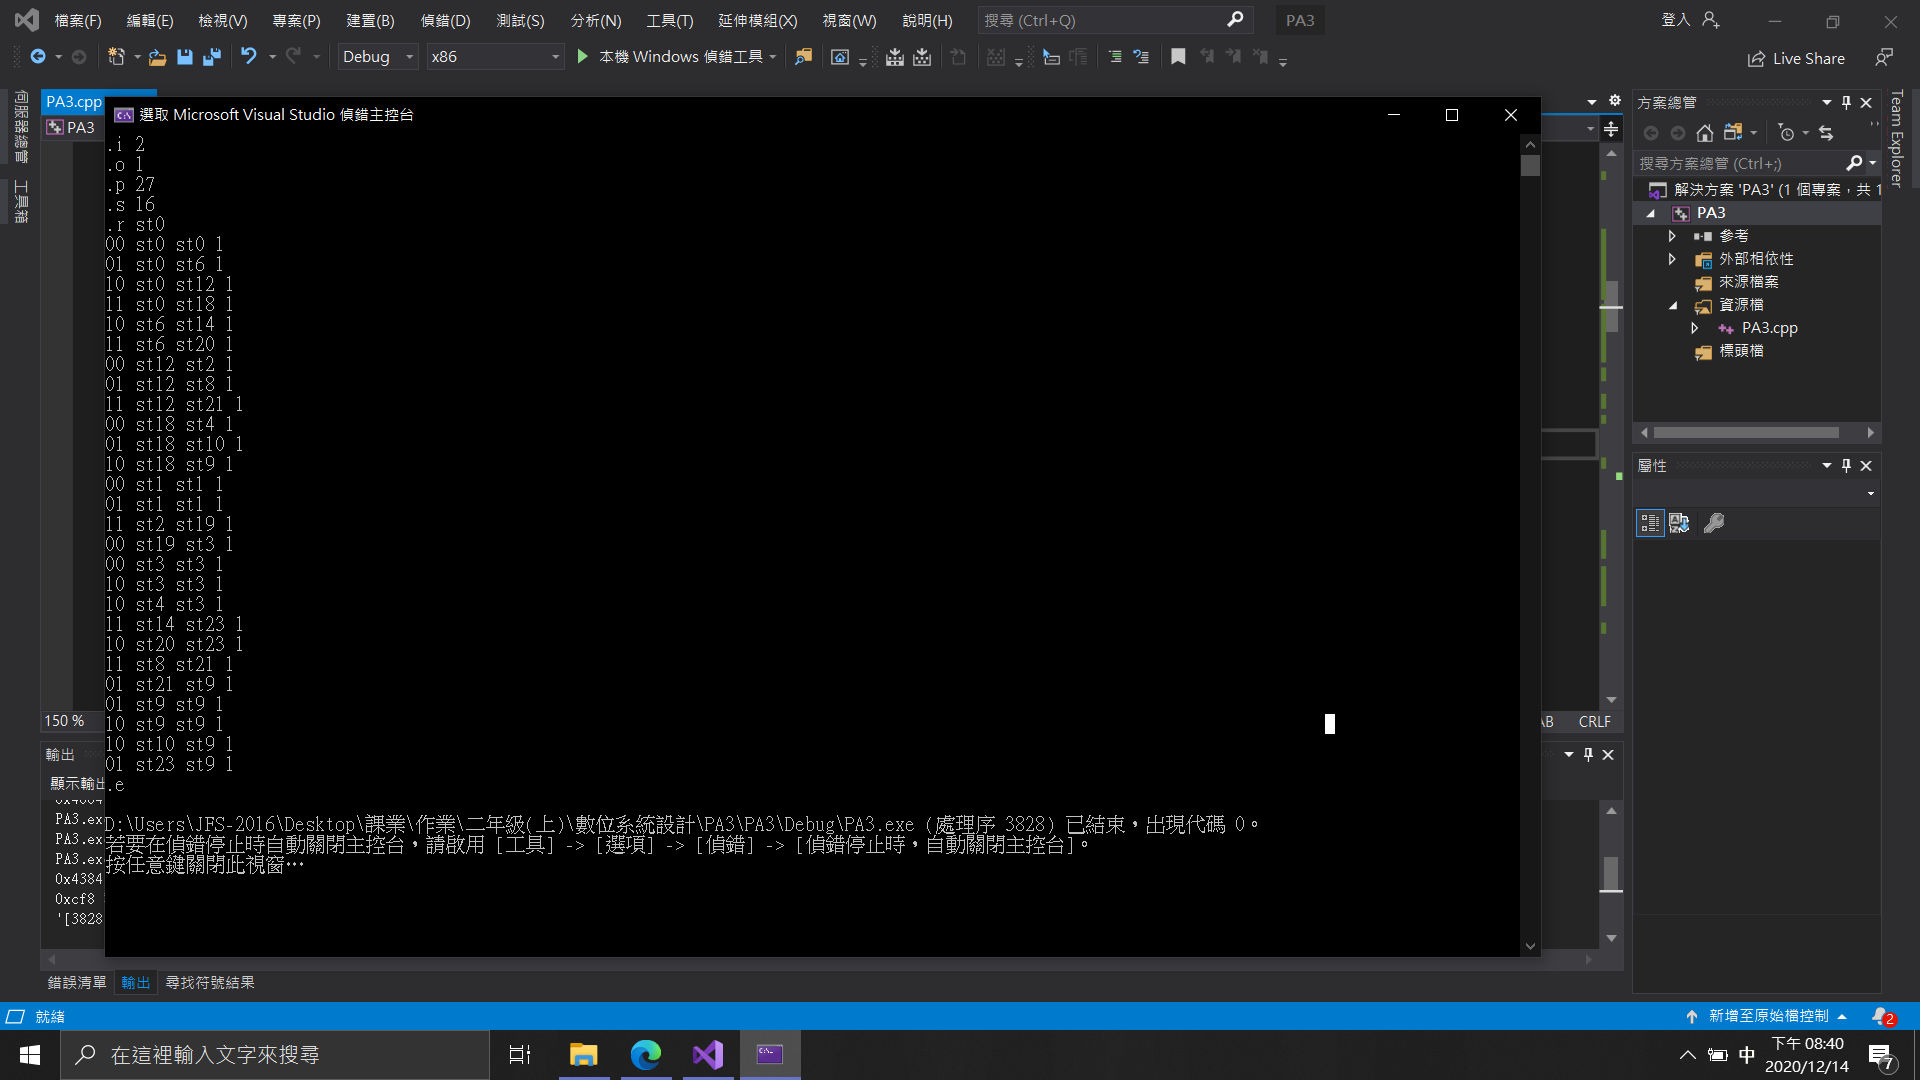 檔案(F) 編輯(E) 檢視(V) 專案(P) 建置(B) 偵錯(D) 測試(S) 分析(N) 工具(T) 延伸模組(X) 視窗(W) 說明(H) 搜尋 (Ctrl+Q) PA3 登入
Debug x86 本機 Windows 偵錯工具 Live Share
伺服器總管
工具箱
PA3.cpp
PA3
選取 Microsoft Visual Studio 偵錯主控台
.i 2
.o 1
.p 27
.s 16
.r st0
00 st0 st0 1
01 st0 st6 1
10 st0 st12 1
11 st0 st18 1
10 st6 st14 1
11 st6 st20 1
00 st12 st2 1
01 st12 st8 1
11 st12 st21 1
00 st18 st4 1
01 st18 st10 1
10 st18 st9 1
00 st1 st1 1
01 st1 st1 1
11 st2 st19 1
00 st19 st3 1
00 st3 st3 1
10 st3 st3 1
10 st4 st3 1
11 st14 st23 1
10 st20 st23 1
11 st8 st21 1
01 st21 st9 1
01 st9 st9 1
10 st9 st9 1
10 st10 st9 1
01 st23 st9 1
.e
D:\Users\JFS-2016\Desktop\課業\作業\二年級(上)\數位系統設計\PA3\PA3\Debug\PA3.exe (處理序 3828) 已結束，出現代碼 0。
若要在偵錯停止時自動關閉主控台，請啟用 [工具] -> [選項] -> [偵錯] -> [偵錯停止時，自動關閉主控台]。
按任意鍵關閉此視窗…
150 %
AB CRLF
輸出
顯示輸出
PA3.ex
PA3.ex
PA3.ex
0x4384
0xcf8
'[3828
錯誤清單 輸出 尋找符號結果
方案總管
搜尋方案總管 (Ctrl+;)
解決方案 'PA3' (1 個專案，共 1
PA3
參考
外部相依性
來源檔案
資源檔
PA3.cpp
標頭檔
屬性
Team Explorer
就緒
新增至原始檔控制 2
在這裡輸入文字來搜尋
中
下午 08:40
2020/12/14
7